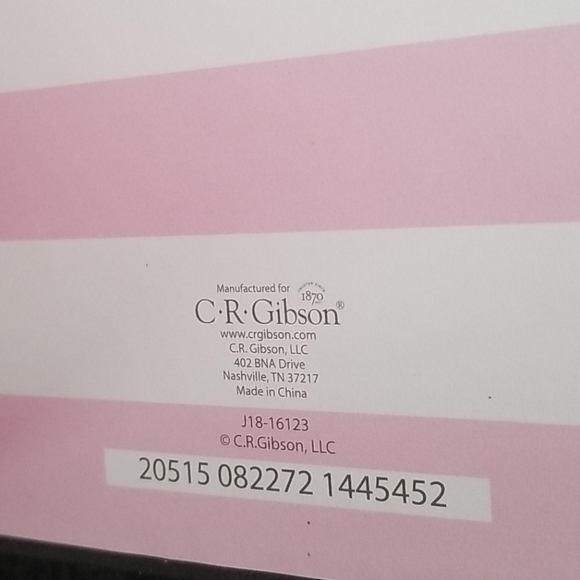 Manufactured for
1870
C·R·Gibson®
www.crgibson.com
C.R. Gibson, LLC
402 BNA Drive
Nashville, TN 37217
Made in China
J18-16123
© C.R.Gibson, LLC
20515 082272 1445452